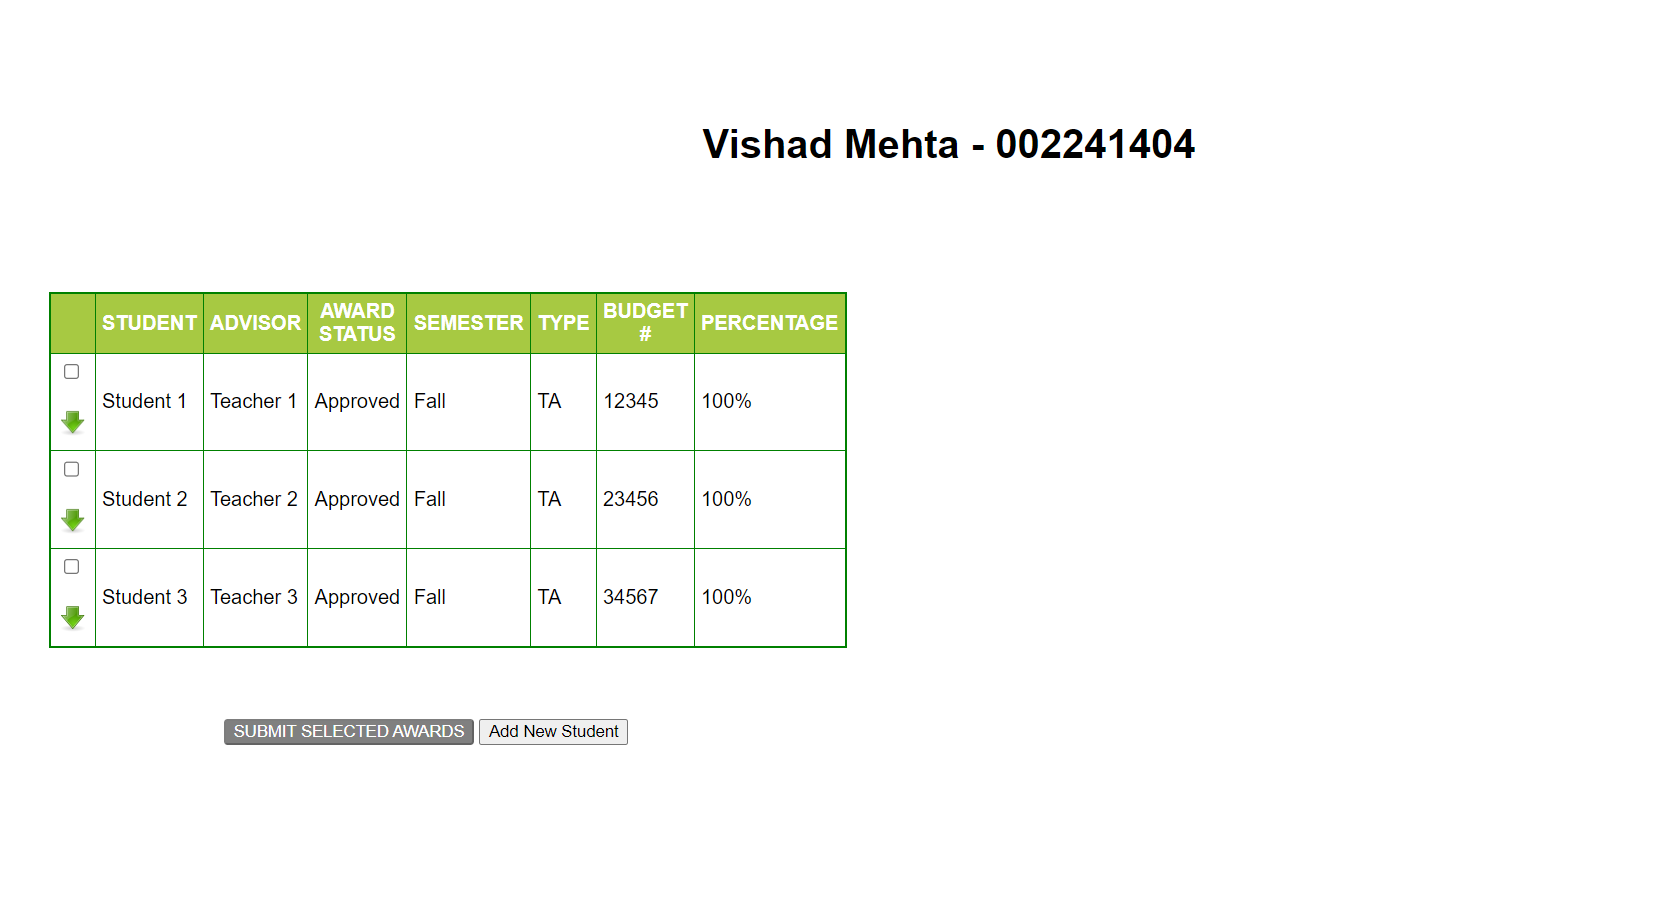 Vishad Mehta - 002241404
STUDENT ADVISOR AWARD STATUS SEMESTER TYPE BUDGET # PERCENTAGE
Student 1 Teacher 1 Approved Fall TA 12345 100%
Student 2 Teacher 2 Approved Fall TA 23456 100%
Student 3 Teacher 3 Approved Fall TA 34567 100%
SUBMIT SELECTED AWARDS Add New Student